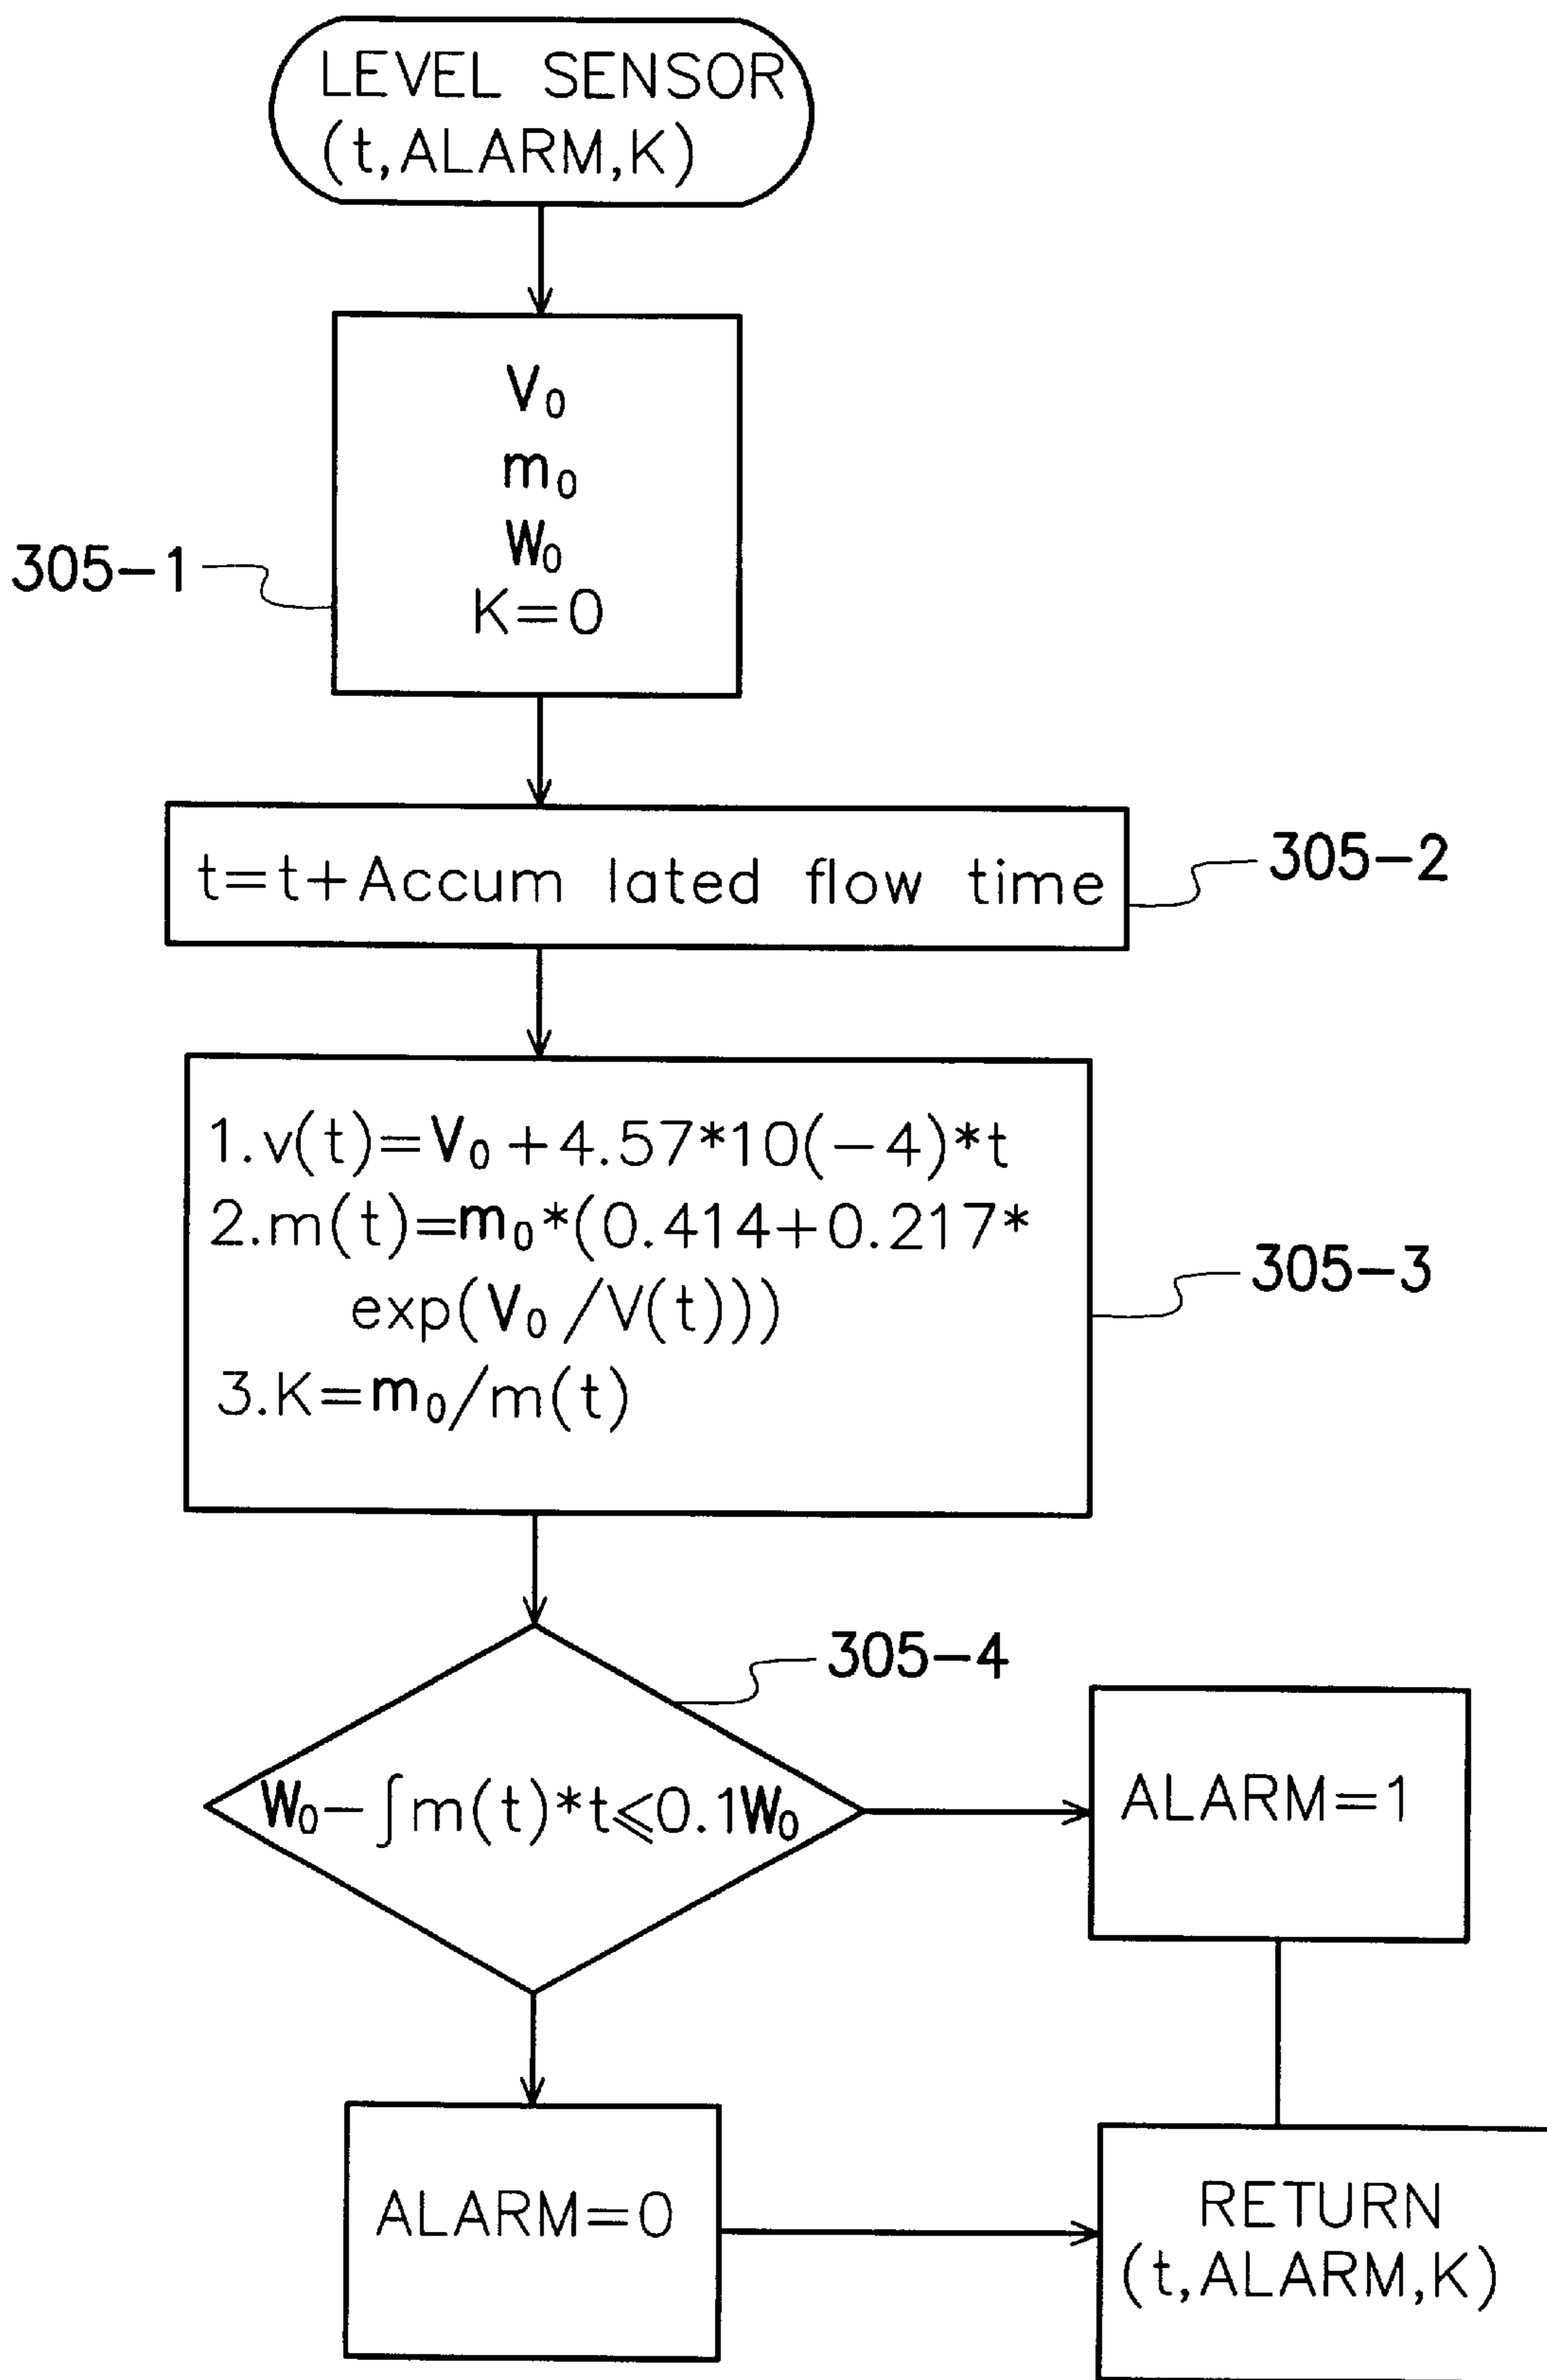 LEVEL SENSOR
(t,ALARM,K)
V₀
m₀
W₀
K=0
305-1
t=t+Accum lated flow time
305-2
1.v(t)=V₀+4.57*10(-4)*t
2.m(t)=m₀*(0.414+0.217*
exp(V₀/V(t)))
3.K=m₀/m(t)
305-3
305-4
W₀-∫m(t)*t≤0.1W₀
ALARM=1
ALARM=0
RETURN
(t,ALARM,K)